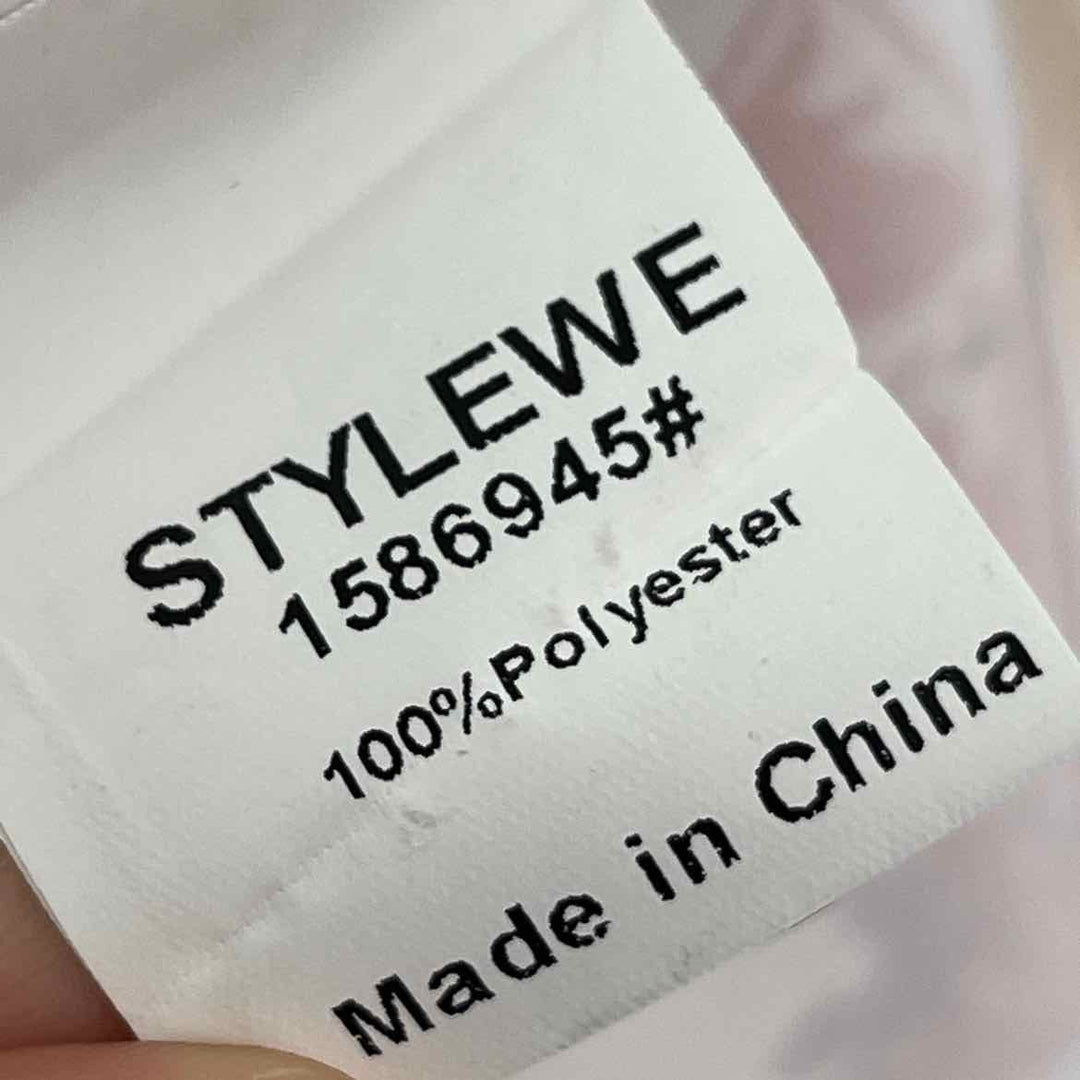 STYLEWE
1586945#
100%Polyester
Made in China